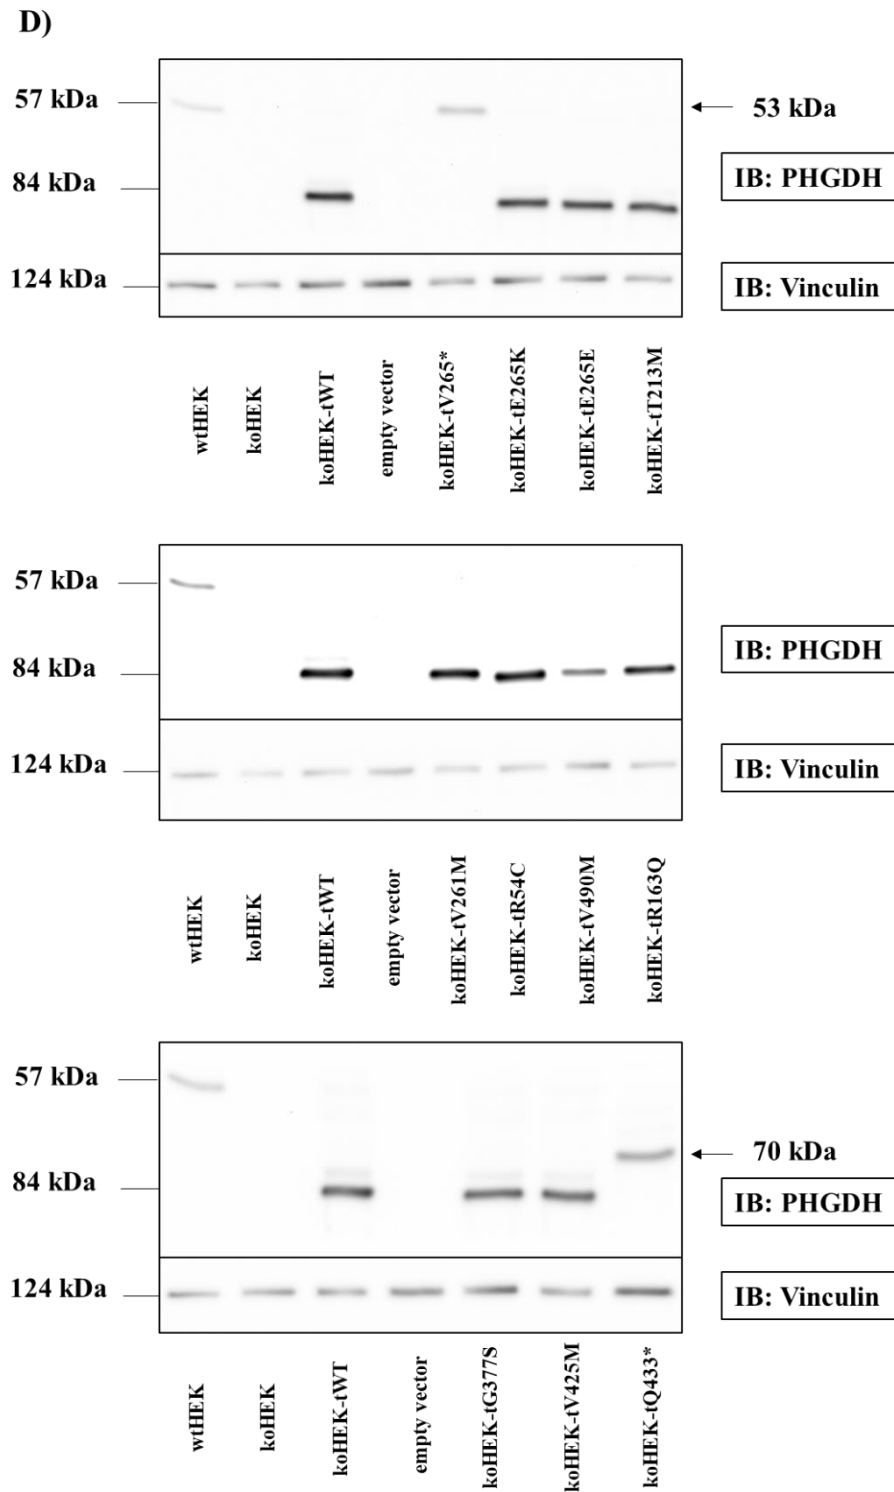 D)
57 kDa
53 kDa
84 kDa
IB: PHGDH
124 kDa
IB: Vinculin
wtHEK
koHEK
koHEK-tWT
empty vector
koHEK-tV265*
koHEK-tE265K
koHEK-tE265E
koHEK-tT213M
57 kDa
84 kDa
IB: PHGDH
124 kDa
IB: Vinculin
wtHEK
koHEK
koHEK-tWT
empty vector
koHEK-tV261M
koHEK-tR54C
koHEK-tV490M
koHEK-tR163Q
57 kDa
70 kDa
84 kDa
IB: PHGDH
124 kDa
IB: Vinculin
wtHEK
koHEK
koHEK-tWT
empty vector
koHEK-tG377S
koHEK-tV425M
koHEK-tQ433*